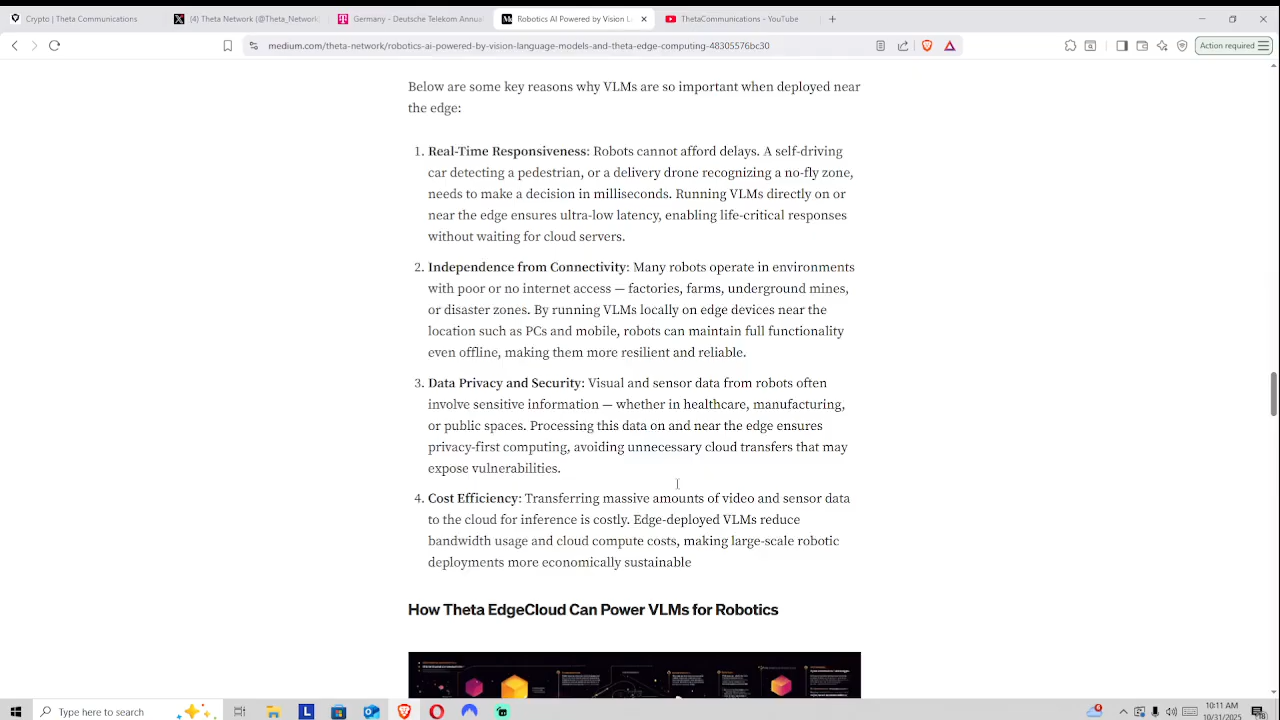 Crypto | Theta Communications
(4) Theta Network (@Theta_Network
Germany - Deutsche Telekom Annua
Robotics AI Powered by Vision L
ThetaCommunications - YouTube
medium.com/theta-network/robotics-ai-powered-by-vision-language-models-and-theta-edge-computing-48305576bc30
Action required
Below are some key reasons why VLMs are so important when deployed near
the edge:
1. Real-Time Responsiveness: Robots cannot afford delays. A self-driving
car detecting a pedestrian, or a delivery drone recognizing a no-fly zone,
needs to make a decision in milliseconds. Running VLMs directly on or
near the edge ensures ultra-low latency, enabling life-critical responses
without waiting for cloud servers.
2. Independence from Connectivity: Many robots operate in environments
with poor or no internet access — factories, farms, underground mines,
or disaster zones. By running VLMs locally on edge devices near the
location such as PCs and mobile, robots can maintain full functionality
even offline, making them more resilient and reliable.
3. Data Privacy and Security: Visual and sensor data from robots often
involve sensitive information — whether in healthcare, manufacturing,
or public spaces. Processing this data on and near the edge ensures
privacy-first computing, avoiding unnecessary cloud transfers that may
expose vulnerabilities.
4. Cost Efficiency: Transferring massive amounts of video and sensor data
to the cloud for inference is costly. Edge-deployed VLMs reduce
bandwidth usage and cloud compute costs, making large-scale robotic
deployments more economically sustainable
How Theta EdgeCloud Can Power VLMs for Robotics
Type here to search
10:11 AM